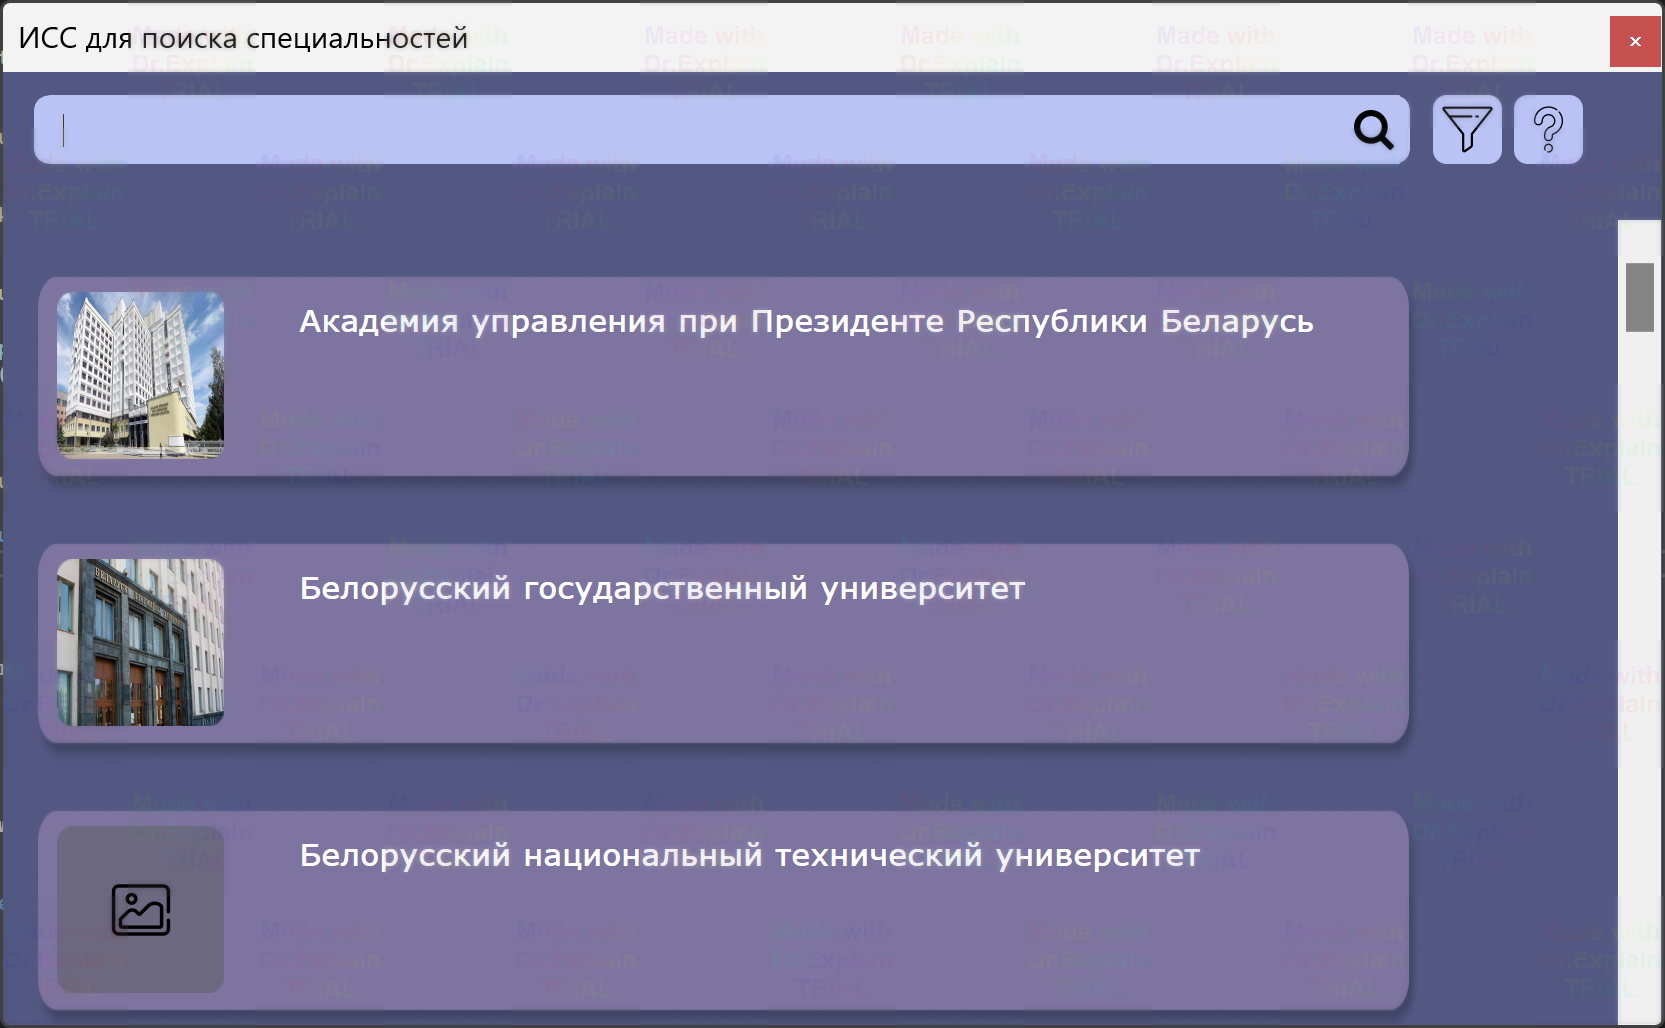 ИСС для поиска специальностей
Made with
Dr.Explain
TRIAL
Академия управления при Президенте Республики Беларусь
Белорусский государственный университет
Белорусский национальный технический университет